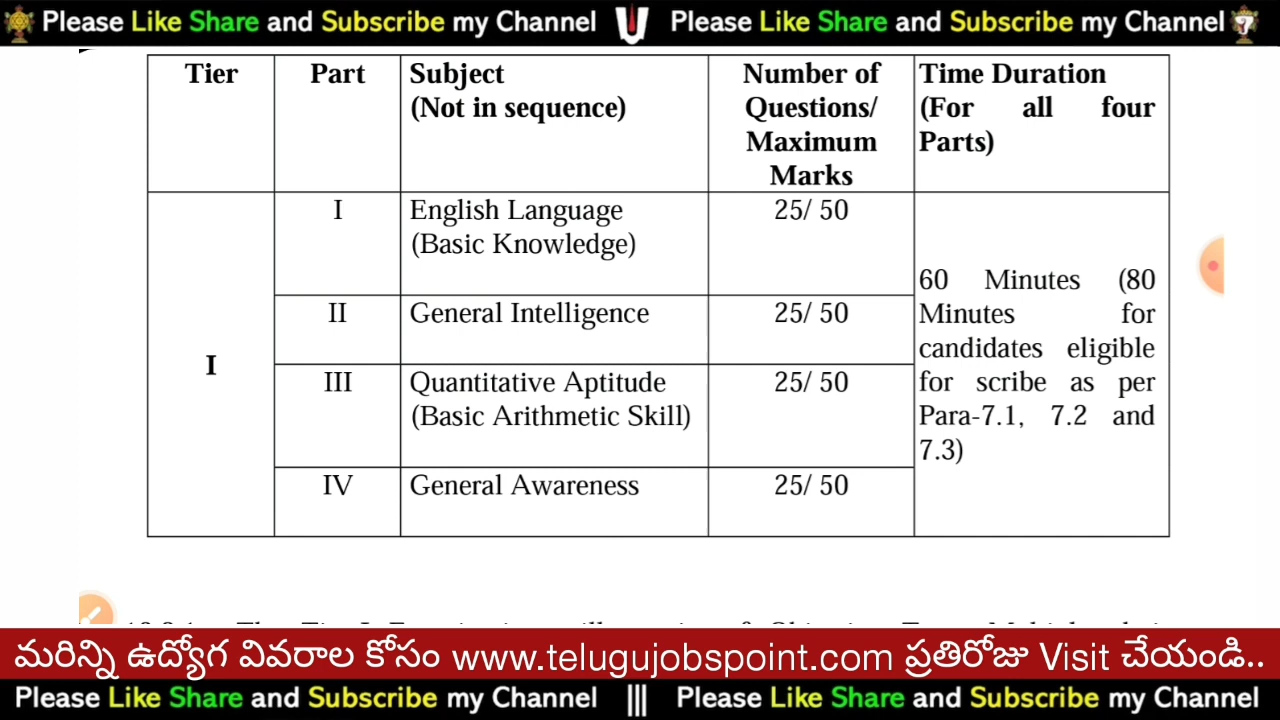 Please Like Share and Subscribe my Channel Please Like Share and Subscribe my Channel
Tier Part Subject (Not in sequence) Number of Questions/ Maximum Marks Time Duration (For all four Parts)
I
I English Language (Basic Knowledge) 25/ 50
II General Intelligence 25/ 50
III Quantitative Aptitude (Basic Arithmetic Skill) 25/ 50
IV General Awareness 25/ 50
60 Minutes (80
Minutes for
candidates eligible
for scribe as per
Para-7.1, 7.2 and
7.3)
మరిన్ని ఉద్యోగ వివరాల కోసం www.telugujobspoint.com ప్రతిరోజు Visit చేయండి..
Please Like Share and Subscribe my Channel ||| Please Like Share and Subscribe my Channel